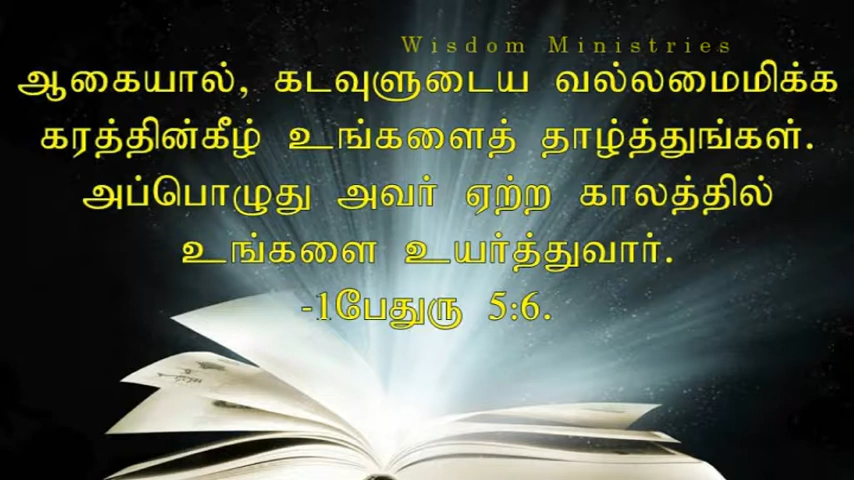 Wisdom Ministries
ஆகையால், கடவுளுடைய வல்லமைமிக்க
கரத்தின்கீழ் உங்களைத் தாழ்த்துங்கள்.
அப்பொழுது அவர் ஏற்ற காலத்தில்
உங்களை உயர்த்துவார்.
-1பேதுரு 5:6.